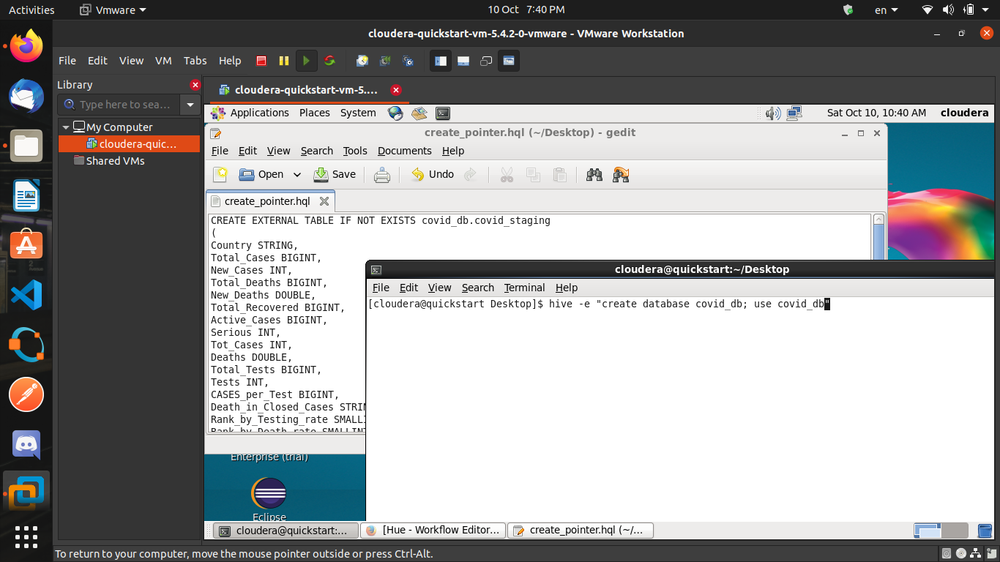 Activities Vmware 10 Oct 7:40 PM en
cloudera-quickstart-vm-5.4.2-0-vmware - VMware Workstation
File Edit View VM Tabs Help
Library
Type here to sea…
My Computer
cloudera-quic…
Shared VMs
cloudera-quickstart-vm-5.…
Applications Places System Sat Oct 10, 10:40 AM cloudera
create_pointer.hql (~/Desktop) - gedit
File Edit View Search Tools Documents Help
Open Save Undo
create_pointer.hql
CREATE EXTERNAL TABLE IF NOT EXISTS covid_db.covid_staging
(
Country STRING,
Total_Cases BIGINT,
New_Cases INT,
Total_Deaths BIGINT,
New_Deaths DOUBLE,
Total_Recovered BIGINT,
Active_Cases BIGINT,
Serious INT,
Tot_Cases INT,
Deaths DOUBLE,
Total_Tests BIGINT,
Tests INT,
CASES_per_Test BIGINT,
Death_in_Closed_Cases STRIN
Rank_by_Testing_rate SMALLI
Rank_by_Death_rate SMALLINT
cloudera@quickstart:~/Desktop
File Edit View Search Terminal Help
[cloudera@quickstart Desktop]$ hive -e "create database covid_db; use covid_db"
Enterprise (trial)
Eclipse
cloudera@quickstart:… [Hue - Workflow Editor… create_pointer.hql (~/…
To return to your computer, move the mouse pointer outside or press Ctrl-Alt.